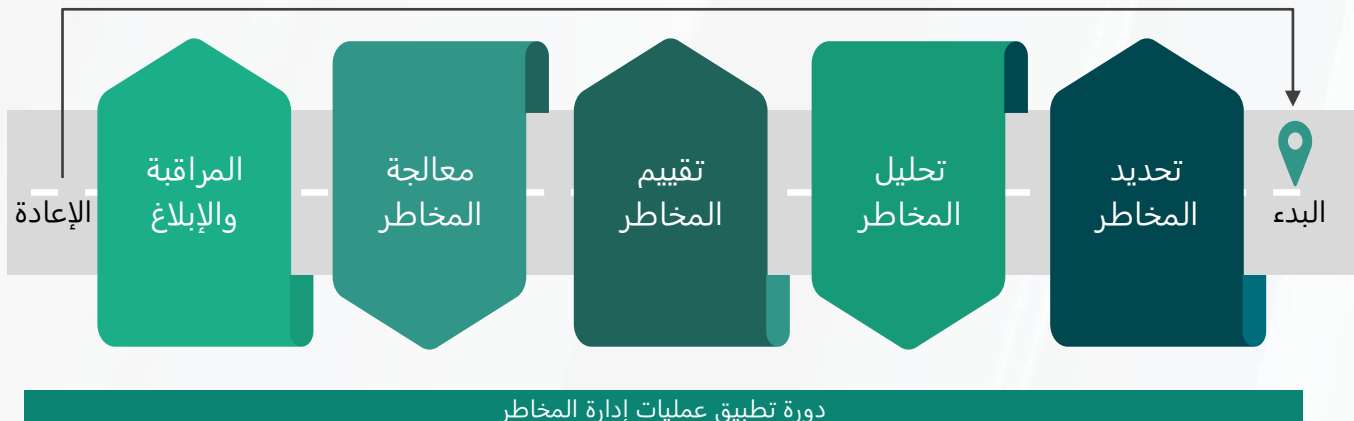 البدء
تحديد
المخاطر
تحليل
المخاطر
تقييم
المخاطر
معالجة
المخاطر
المراقبة
والإبلاغ
الإعادة
دورة تطبيق عمليات إدارة المخاطر